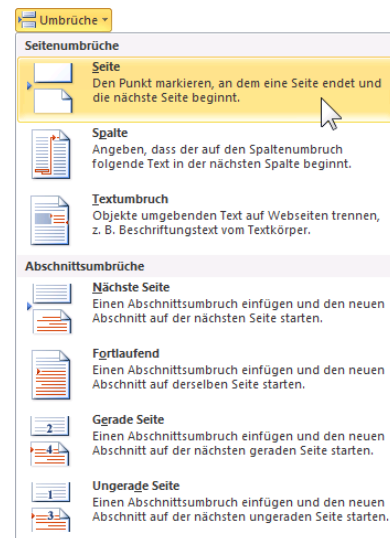 Umbrüche
Seitenumbrüche
Seite
Den Punkt markieren, an dem eine Seite endet und
die nächste Seite beginnt.
Spalte
Angeben, dass der auf den Spaltenumbruch
folgende Text in der nächsten Spalte beginnt.
Textumbruch
Objekte umgebenden Text auf Webseiten trennen,
z. B. Beschriftungstext vom Textkörper.
Abschnittsumbrüche
Nächste Seite
Einen Abschnittsumbruch einfügen und den neuen
Abschnitt auf der nächsten Seite starten.
Fortlaufend
Einen Abschnittsumbruch einfügen und den neuen
Abschnitt auf derselben Seite starten.
Gerade Seite
2
Einen Abschnittsumbruch einfügen und den neuen
4
Abschnitt auf der nächsten geraden Seite starten.
Ungerade Seite
1
Einen Abschnittsumbruch einfügen und den neuen
3
Abschnitt auf der nächsten ungeraden Seite starten.